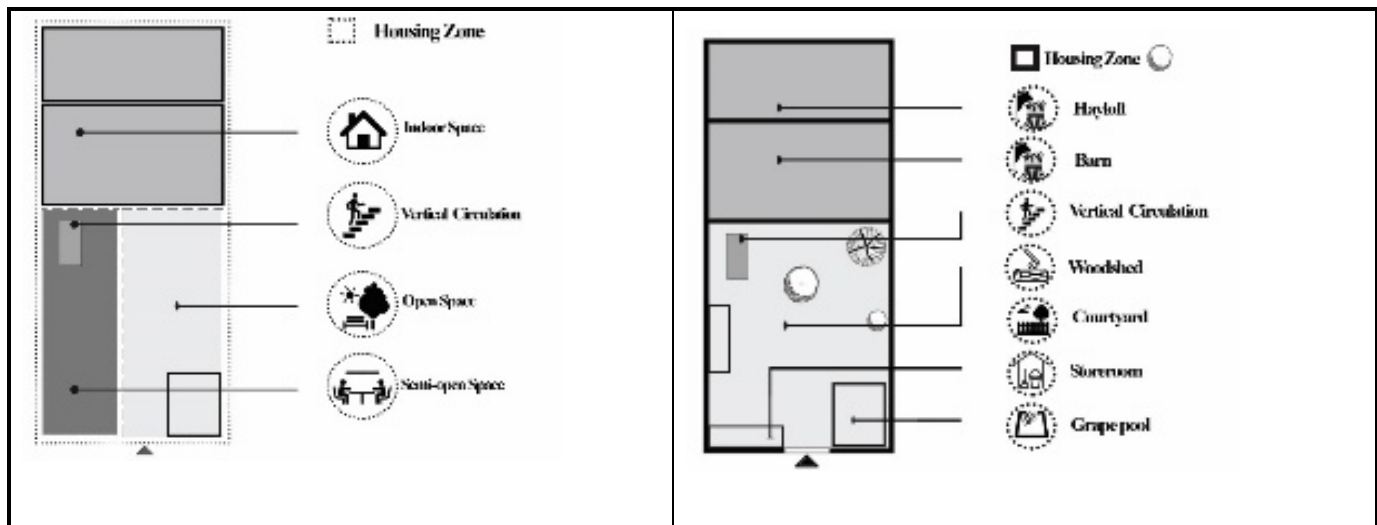 Housing Zone
Indoor Space
Vertical Circulation
Open Space
Semi-open Space
Housing Zone
Hayloft
Barn
Vertical Circulation
Woodshed
Courtyard
Storeroom
Grape pool